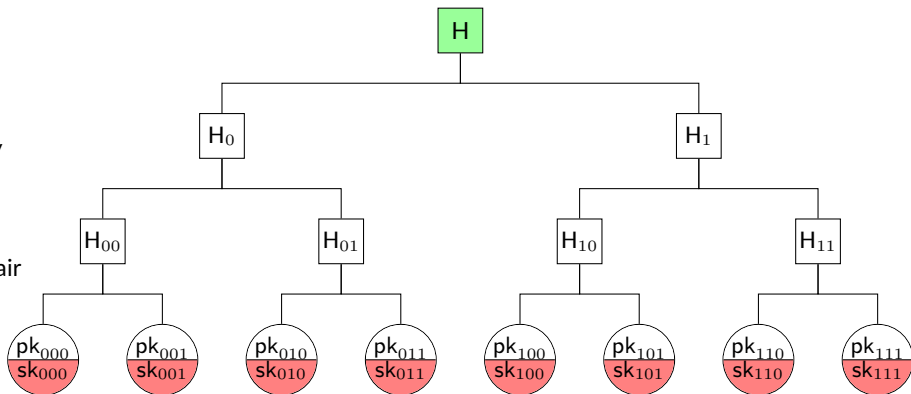 H
H₀ H₁
H₀₀ H₀₁ H₁₀ H₁₁
air
pk₀₀₀ pk₀₀₁ pk₀₁₀ pk₀₁₁ pk₁₀₀ pk₁₀₁ pk₁₁₀ pk₁₁₁
sk₀₀₀ sk₀₀₁ sk₀₁₀ sk₀₁₁ sk₁₀₀ sk₁₀₁ sk₁₁₀ sk₁₁₁